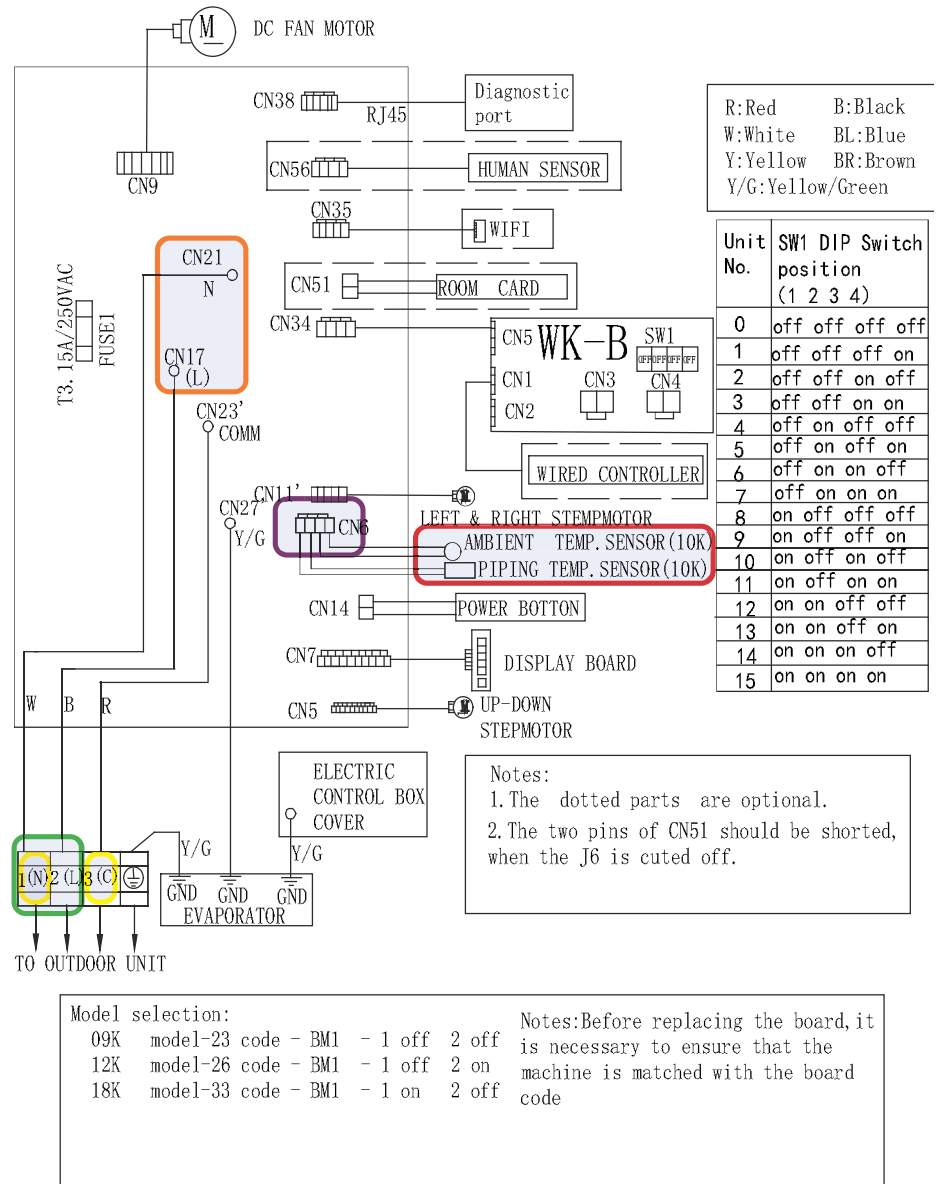 M
DC FAN MOTOR
CN38
RJ45
Diagnostic
port
CN9
CN56
HUMAN SENSOR
CN35
WIFI
CN21
N
CN51
ROOM CARD
T3. 15A/250VAC
FUSE1
CN34
CN5
WK-B
SW1
OFF OFF OFF OFF
CN17
(L)
CN1
CN3
CN4
CN2
CN23'
COMM
WIRED CONTROLLER
CN11'
CN27'
Y/G
CN6
M
LEFT & RIGHT STEMPMOTOR
AMBIENT TEMP. SENSOR(10K)
PIPING TEMP. SENSOR(10K)
CN14
POWER BOTTON
CN7
DISPLAY BOARD
CN5
M
UP-DOWN
STEPMOTOR
W
B
R
ELECTRIC
CONTROL BOX
COVER
Y/G
Y/G
1(N)
2(L)
3(C)
GND
GND
GND
EVAPORATOR
TO OUTDOOR UNIT
R:Red B:Black
W:White BL:Blue
Y:Yellow BR:Brown
Y/G:Yellow/Green
Unit No.
SW1 DIP Switch
position
(1 2 3 4)
0 off off off off
1 off off off on
2 off off on off
3 off off on on
4 off on off off
5 off on off on
6 off on on off
7 off on on on
8 on off off off
9 on off off on
10 on off on off
11 on off on on
12 on on off off
13 on on off on
14 on on on off
15 on on on on
Notes:
1. The dotted parts are optional.
2. The two pins of CN51 should be shorted,
when the J6 is cuted off.
Model selection:
09K model-23 code - BM1 - 1 off 2 off
12K model-26 code - BM1 - 1 off 2 on
18K model-33 code - BM1 - 1 on 2 off
Notes:Before replacing the board, it
is necessary to ensure that the
machine is matched with the board
code